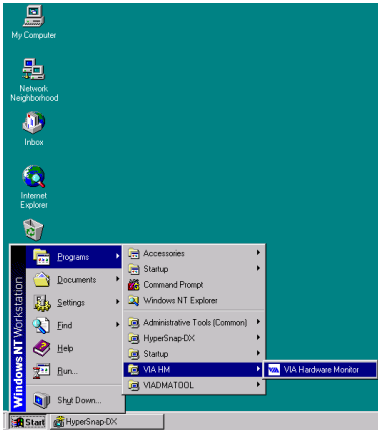 My Computer
Network
Neighborhood
Inbox
Internet
Explorer
Windows NT Workstation
Programs
Documents
Settings
Find
Help
Run...
Shut Down...
Accessories
Startup
Command Prompt
Windows NT Explorer
Administrative Tools (Common)
HyperSnap-DX
Startup
VIA HM
VIADMATOOL
VIA
VIA Hardware Monitor
Start
HyperSnap-DX